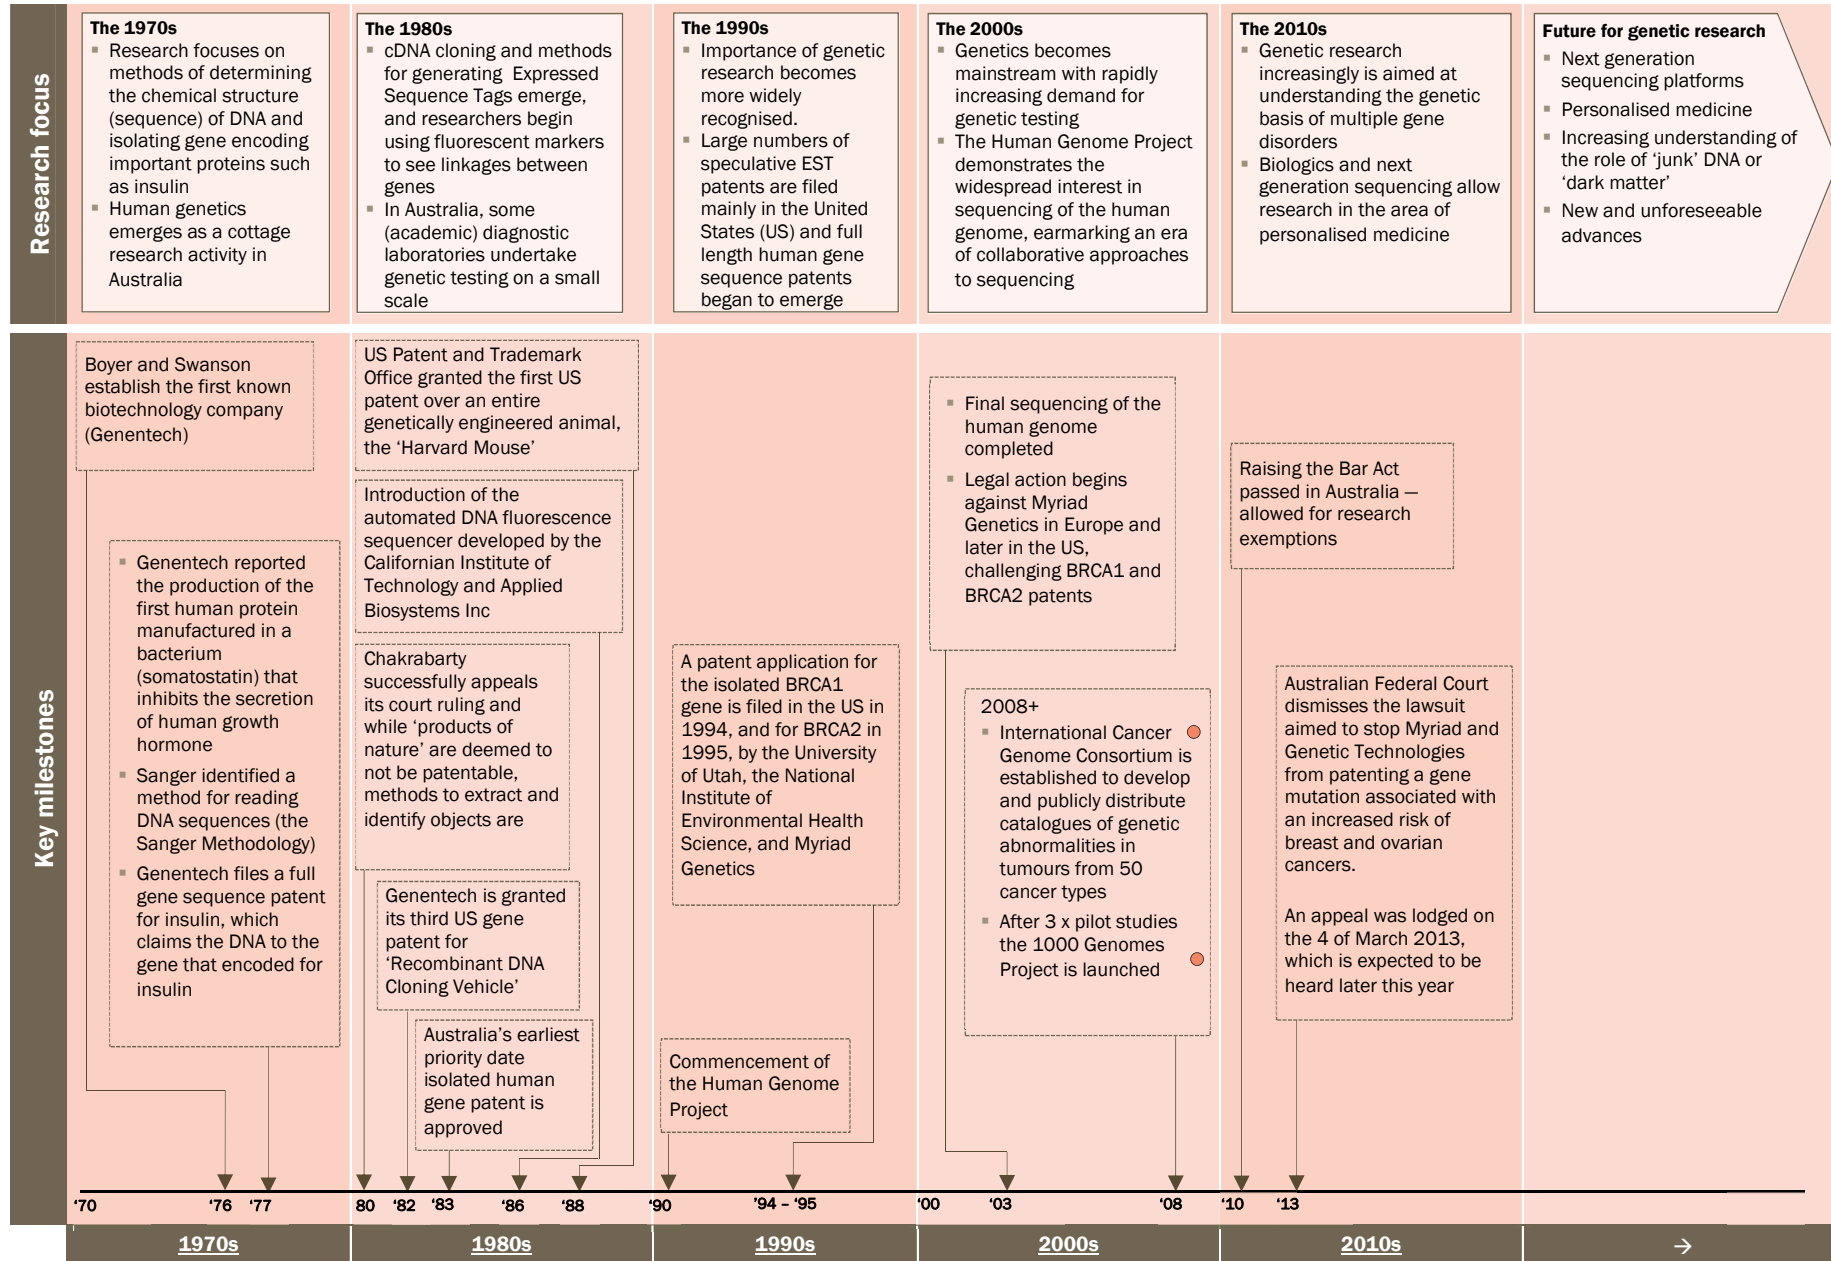 Research focus
The 1970s
▪ Research focuses on
methods of determining
the chemical structure
(sequence) of DNA and
isolating gene encoding
important proteins such
as insulin
▪ Human genetics
emerges as a cottage
research activity in
Australia
The 1980s
▪ cDNA cloning and methods
for generating Expressed
Sequence Tags emerge,
and researchers begin
using fluorescent markers
to see linkages between
genes
▪ In Australia, some
(academic) diagnostic
laboratories undertake
genetic testing on a small
scale
The 1990s
▪ Importance of genetic
research becomes
more widely
recognised.
▪ Large numbers of
speculative EST
patents are filed
mainly in the United
States (US) and full
length human gene
sequence patents
began to emerge
The 2000s
▪ Genetics becomes
mainstream with rapidly
increasing demand for
genetic testing
▪ The Human Genome Project
demonstrates the
widespread interest in
sequencing of the human
genome, earmarking an era
of collaborative approaches
to sequencing
The 2010s
▪ Genetic research
increasingly is aimed at
understanding the genetic
basis of multiple gene
disorders
▪ Biologics and next
generation sequencing allow
research in the area of
personalised medicine
Future for genetic research
▪ Next generation
sequencing platforms
▪ Personalised medicine
▪ Increasing understanding of
the role of ‘junk’ DNA or
‘dark matter’
▪ New and unforeseeable
advances
Key milestones
Boyer and Swanson
establish the first known
biotechnology company
(Genentech)
▪ Genentech reported
the production of the
first human protein
manufactured in a
bacterium
(somatostatin) that
inhibits the secretion
of human growth
hormone
▪ Sanger identified a
method for reading
DNA sequences (the
Sanger Methodology)
▪ Genentech files a full
gene sequence patent
for insulin, which
claims the DNA to the
gene that encoded for
insulin
US Patent and Trademark
Office granted the first US
patent over an entire
genetically engineered animal,
the ‘Harvard Mouse’
Introduction of the
automated DNA fluorescence
sequencer developed by the
Californian Institute of
Technology and Applied
Biosystems Inc
Chakrabarty
successfully appeals
its court ruling and
while ‘products of
nature’ are deemed to
not be patentable,
methods to extract and
identify objects are
Genentech is granted
its third US gene
patent for
‘Recombinant DNA
Cloning Vehicle’
Australia’s earliest
priority date
isolated human
gene patent is
approved
A patent application for
the isolated BRCA1
gene is filed in the US in
1994, and for BRCA2 in
1995, by the University
of Utah, the National
Institute of
Environmental Health
Science, and Myriad
Genetics
Commencement of
the Human Genome
Project
▪ Final sequencing of the
human genome
completed
▪ Legal action begins
against Myriad
Genetics in Europe and
later in the US,
challenging BRCA1 and
BRCA2 patents
2008+
▪ International Cancer
Genome Consortium is
established to develop
and publicly distribute
catalogues of genetic
abnormalities in
tumours from 50
cancer types
▪ After 3 x pilot studies
the 1000 Genomes
Project is launched
Raising the Bar Act
passed in Australia —
allowed for research
exemptions
Australian Federal Court
dismisses the lawsuit
aimed to stop Myriad and
Genetic Technologies
from patenting a gene
mutation associated with
an increased risk of
breast and ovarian
cancers.
An appeal was lodged on
the 4 of March 2013,
which is expected to be
heard later this year
‘70 ‘76 ‘77 ‘80 ‘82 ‘83 ‘86 ‘88 ‘90 ’94 – ‘95 ‘00 ‘03 ‘08 ‘10 ‘13
1970s 1980s 1990s 2000s 2010s →